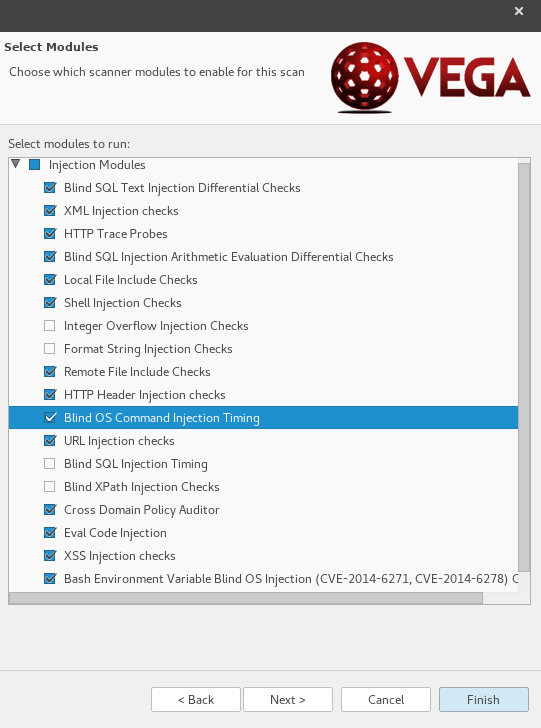 Select Modules
Choose which scanner modules to enable for this scan
VEGA
Select modules to run:
Injection Modules
Blind SQL Text Injection Differential Checks
XML Injection checks
HTTP Trace Probes
Blind SQL Injection Arithmetic Evaluation Differential Checks
Local File Include Checks
Shell Injection Checks
Integer Overflow Injection Checks
Format String Injection Checks
Remote File Include Checks
HTTP Header Injection checks
Blind OS Command Injection Timing
URL Injection checks
Blind SQL Injection Timing
Blind XPath Injection Checks
Cross Domain Policy Auditor
Eval Code Injection
XSS Injection checks
Bash Environment Variable Blind OS Injection (CVE-2014-6271, CVE-2014-6278) C
< Back
Next >
Cancel
Finish